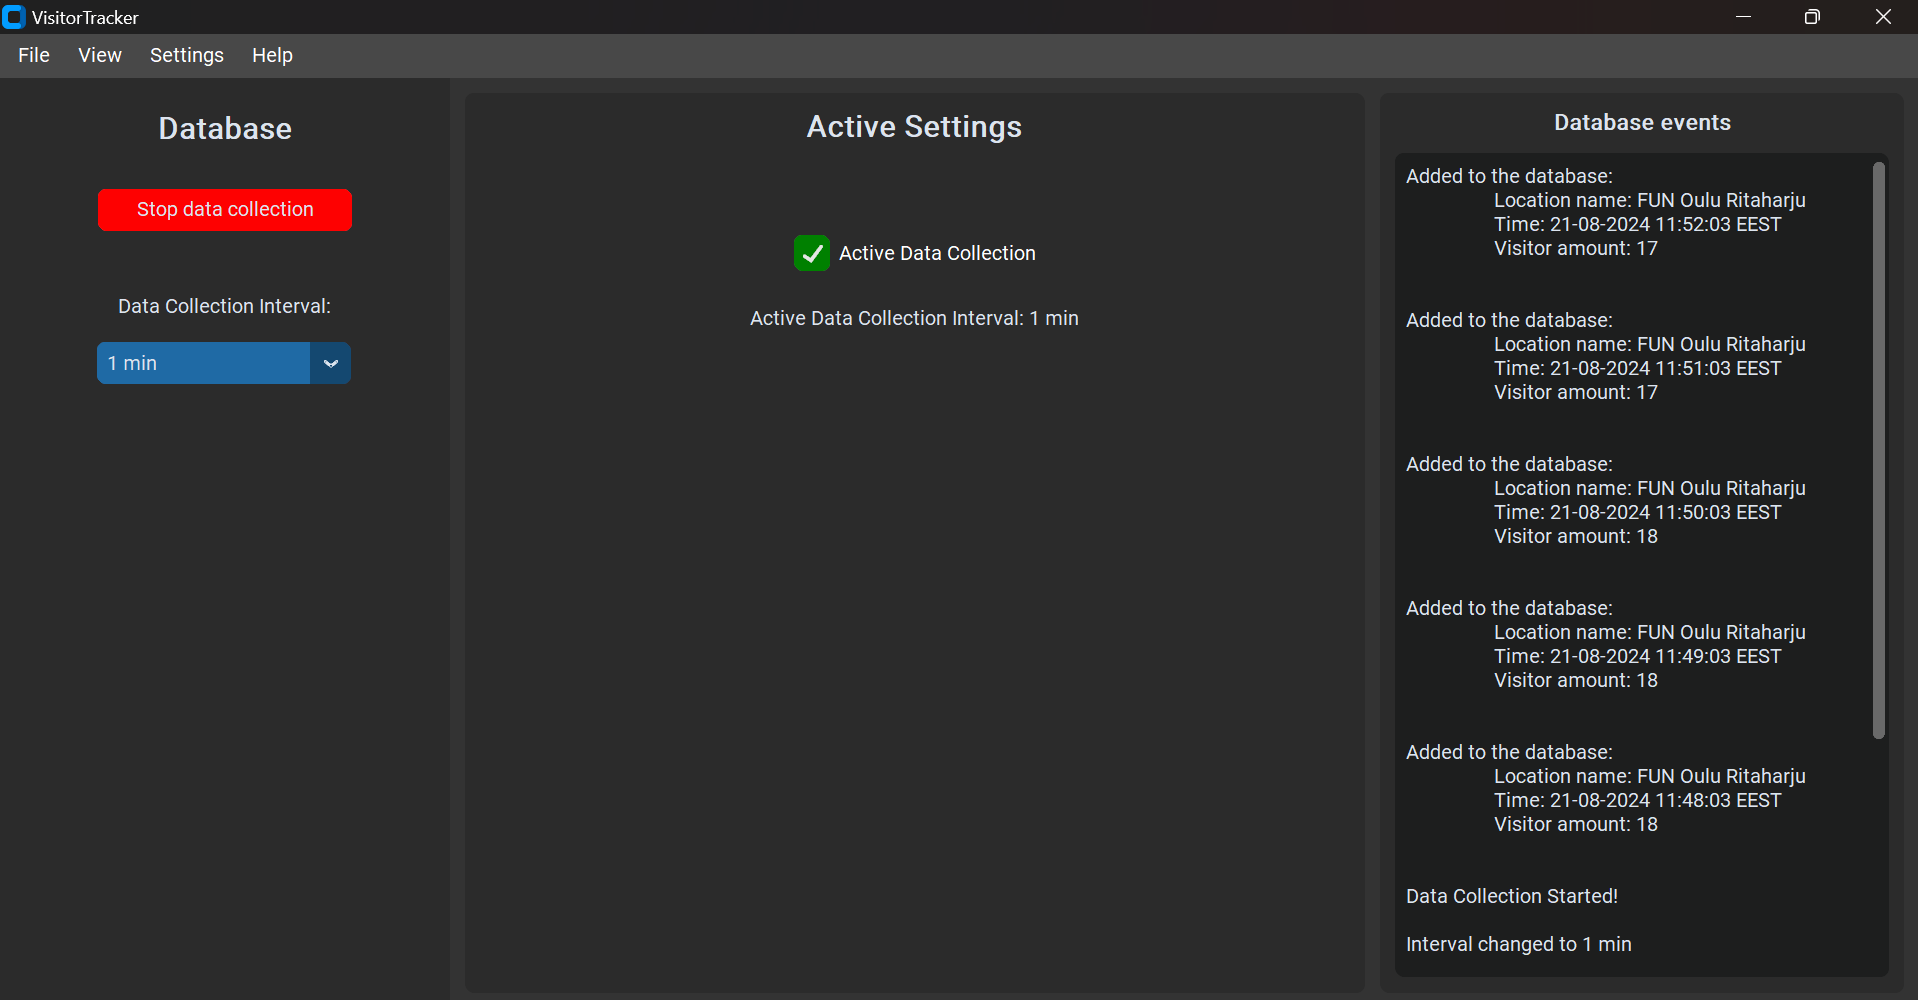 VisitorTracker
File View Settings Help
Database
Stop data collection
Data Collection Interval:
1 min
Active Settings
Active Data Collection
Active Data Collection Interval: 1 min
Database events
Added to the database:
Location name: FUN Oulu Ritaharju
Time: 21-08-2024 11:52:03 EEST
Visitor amount: 17
Added to the database:
Location name: FUN Oulu Ritaharju
Time: 21-08-2024 11:51:03 EEST
Visitor amount: 17
Added to the database:
Location name: FUN Oulu Ritaharju
Time: 21-08-2024 11:50:03 EEST
Visitor amount: 18
Added to the database:
Location name: FUN Oulu Ritaharju
Time: 21-08-2024 11:49:03 EEST
Visitor amount: 18
Added to the database:
Location name: FUN Oulu Ritaharju
Time: 21-08-2024 11:48:03 EEST
Visitor amount: 18
Data Collection Started!
Interval changed to 1 min